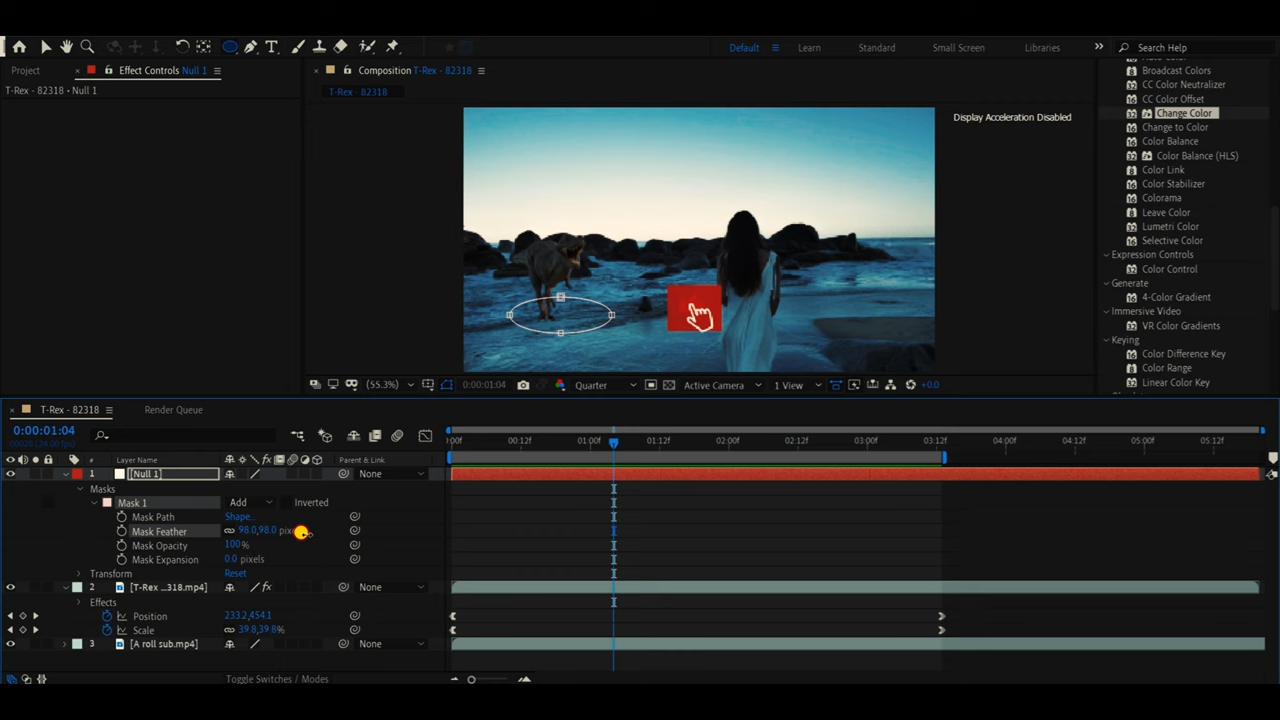 Default
Learn
Standard
Small Screen
Libraries
Search Help
Project
Effect Controls Null 1
Composition T-Rex - 82318
T-Rex - 82318 • Null 1
T-Rex - 82318
Display Acceleration Disabled
Broadcast Colors
CC Color Neutralizer
CC Color Offset
Change Color
Change to Color
Color Balance
Color Balance (HLS)
Color Link
Color Stabilizer
Colorama
Leave Color
Lumetri Color
Selective Color
Expression Controls
Color Control
Generate
4-Color Gradient
Immersive Video
VR Color Gradients
Keying
Color Difference Key
Color Range
Linear Color Key
(55.3%)
0:00:01:04
Quarter
Active Camera
1 View
+0.0
T-Rex - 82318
Render Queue
0:00:01:04
00028 (24.00 fps)
:00f
00:12f
01:00f
01:12f
02:00f
02:12f
03:00f
03:12f
04:00f
04:12f
05:00f
05:12f
#
Layer Name
Parent & Link
1
[Null 1]
None
Masks
Mask 1
Add
Inverted
Mask Path
Shape...
Mask Feather
98.0,98.0 pixe
Mask Opacity
100%
Mask Expansion
0.0 pixels
Transform
Reset
2
[T-Rex ...318.mp4]
fx
None
Effects
Position
233.2,454.1
Scale
39.8,39.8%
3
[A roll sub.mp4]
None
Toggle Switches / Modes